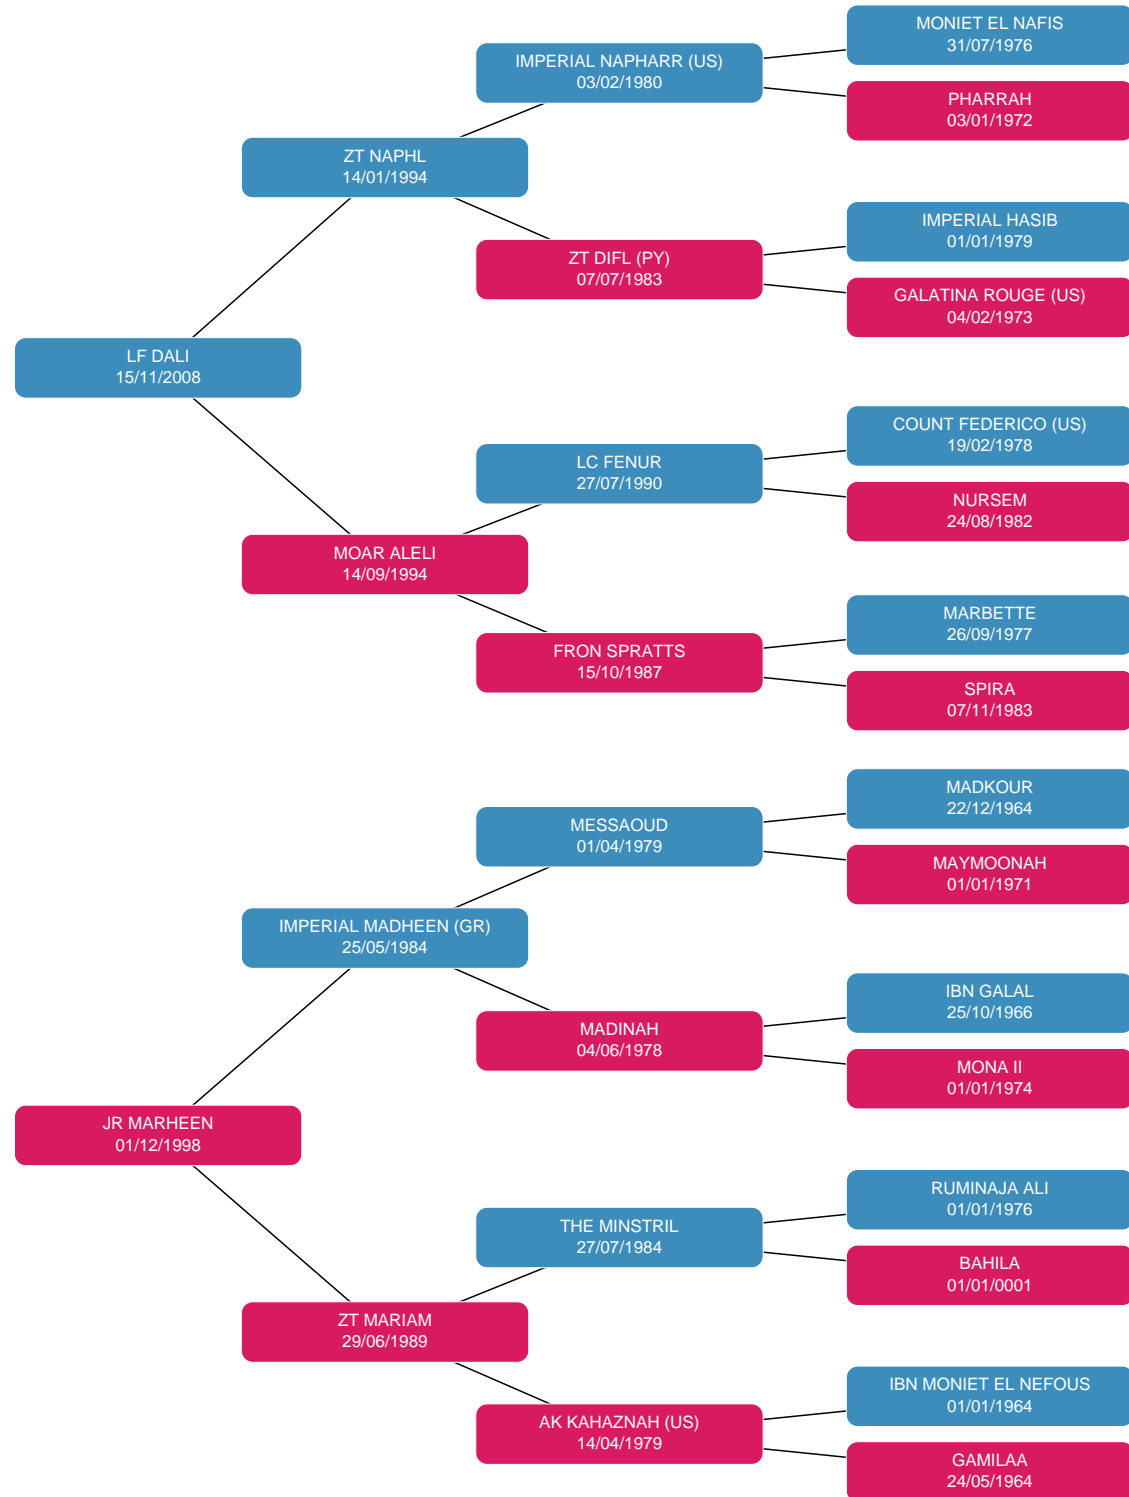 MONIET EL NAFIS
31/07/1976
IMPERIAL NAPHARR (US)
03/02/1980
PHARRAH
03/01/1972
ZT NAPHL
14/01/1994
IMPERIAL HASIB
01/01/1979
ZT DIFL (PY)
07/07/1983
GALATINA ROUGE (US)
04/02/1973
LF DALI
15/11/2008
COUNT FEDERICO (US)
19/02/1978
LC FENUR
27/07/1990
NURSEM
24/08/1982
MOAR ALELI
14/09/1994
MARBETTE
26/09/1977
FRON SPRATTS
15/10/1987
SPIRA
07/11/1983
MADKOUR
22/12/1964
MESSAOUD
01/04/1979
MAYMOONAH
01/01/1971
IMPERIAL MADHEEN (GR)
25/05/1984
IBN GALAL
25/10/1966
MADINAH
04/06/1978
MONA II
01/01/1974
JR MARHEEN
01/12/1998
RUMINAJA ALI
01/01/1976
THE MINSTRIL
27/07/1984
BAHILA
01/01/0001
ZT MARIAM
29/06/1989
IBN MONIET EL NEFOUS
01/01/1964
AK KAHAZNAH (US)
14/04/1979
GAMILAA
24/05/1964